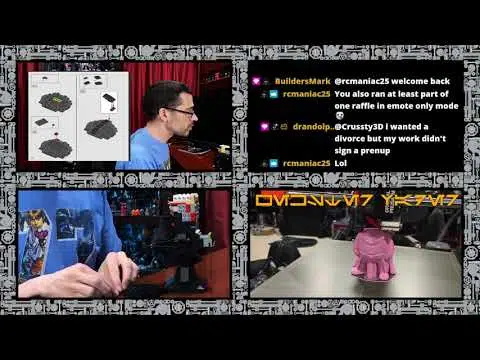 BuildersMark @rcmaniac25 welcome back
rcmaniac25 You also ran at least part of
one raffle in emote only mode
drandolp.. @Crussty3D I wanted a
divorce but my work didn't
sign a prenup
rcmaniac25 Lol